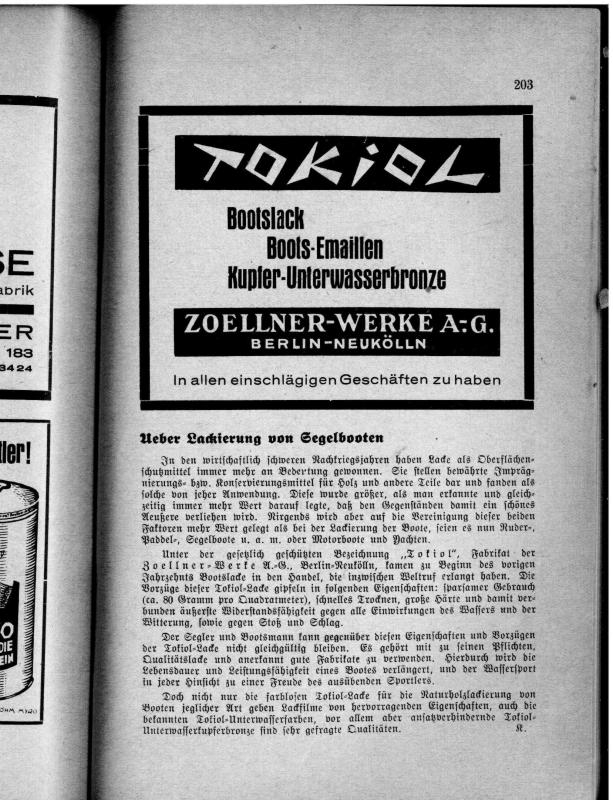 SE
abrik
ER
183
3424
tler!
O
DIE
EIN
203
TOKiOL
Bootslack
Boots-Emaillen
Kupfer-Unterwasserbronze
ZOELLNER-WERKE A.-G.
BERLIN-NEUKÖLLN
In allen einschlägigen Geschäften zu haben
Ueber Lackierung von Segelbooten
In den wirtschaftlich schweren Nachkriegsjahren haben Lacke als Oberflächen-
schutzmittel immer mehr an Bedeutung gewonnen. Sie stellen bewährte Impräg-
nierungs- bzw. Konservierungsmittel für Holz und andere Teile dar und fanden als
solche von jeher Anwendung. Diese wurde größer, als man erkannte und gleich-
zeitig immer mehr Wert darauf legte, daß den Gegenständen damit ein schönes
Aeußere verliehen wird. Nirgends wird aber auf die Vereinigung dieser beiden
Faktoren mehr Wert gelegt als bei der Lackierung der Boote, seien es nun Ruder-,
Paddel-, Segelboote u. a. m. oder Motorboote und Yachten.
Unter der gesetzlich geschützten Bezeichnung „Tokiol“, Fabrikat der
Zoellner-Werke A.-G., Berlin-Neukölln, kamen zu Beginn des vorigen
Jahrzehnts Bootslacke in den Handel, die inzwischen Weltruf erlangt haben. Die
Vorzüge dieser Tokiol-Lacke gipfeln in folgenden Eigenschaften: sparsamer Gebrauch
(ca. 80 Gramm pro Quadratmeter), schnelles Trocknen, große Härte und damit ver-
bunden äußerste Widerstandsfähigkeit gegen alle Einwirkungen des Wassers und der
Witterung, sowie gegen Stoß und Schlag.
Der Segler und Bootsmann kann gegenüber diesen Eigenschaften und Vorzügen
der Tokiol-Lacke nicht gleichgültig bleiben. Es gehört mit zu seinen Pflichten,
Qualitätslacke und anerkannt gute Fabrikate zu verwenden. Hierdurch wird die
Lebensdauer und Leistungsfähigkeit eines Bootes verlängert, und der Wassersport
in jeder Hinsicht zu einer Freude des ausübenden Sportlers.
Doch nicht nur die farblosen Tokiol-Lacke für die Naturholzlackierung von
Booten jeglicher Art geben Lackfilme von hervorragenden Eigenschaften, auch die
bekannten Tokiol-Unterwasserfarben, vor allem aber ansatzverhindernde Tokiol-
Unterwasserkupferbronze sind sehr gefragte Qualitäten. K.